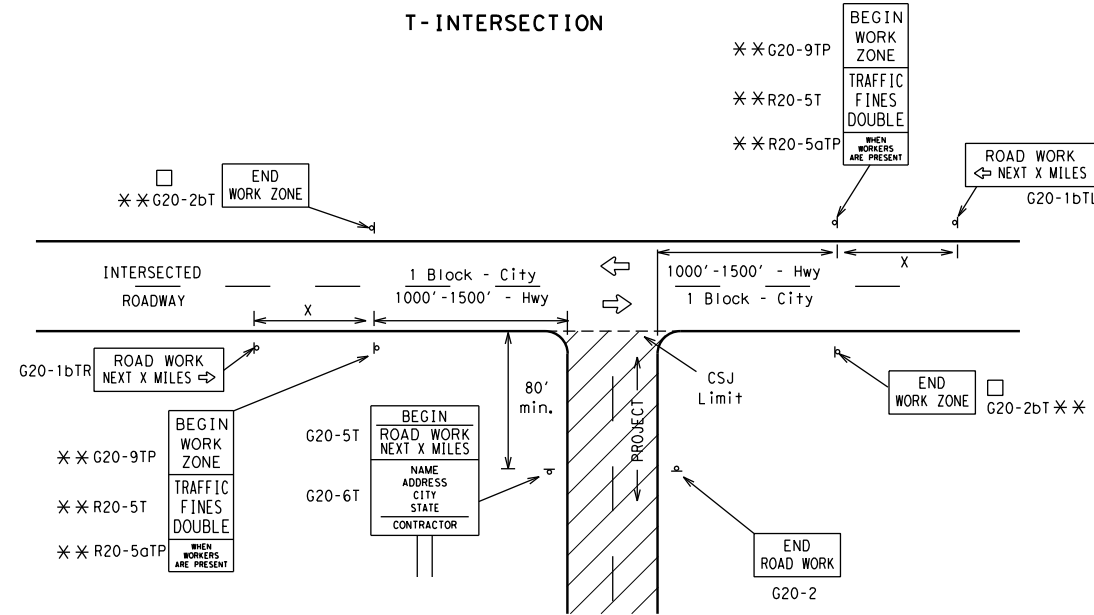 T-INTERSECTION
BEGIN
WORK
ZONE
TRAFFIC
FINES
DOUBLE
WHEN
WORKERS
ARE PRESENT
**G20-9TP
**R20-5T
**R20-5aTP
ROAD WORK
⇦ NEXT X MILES
G20-1bTL
END
WORK ZONE
□
**G20-2bT
INTERSECTED
ROADWAY
1 Block - City
1000'-1500' - Hwy
X
1000'-1500' - Hwy
1 Block - City
X
G20-1bTR
ROAD WORK
NEXT X MILES ⇨
80'
min.
PROJECT
CSJ
Limit
END
WORK ZONE
□
G20-2bT **
BEGIN
WORK
ZONE
TRAFFIC
FINES
DOUBLE
WHEN
WORKERS
ARE PRESENT
** G20-9TP
** R20-5T
** R20-5aTP
G20-5T
BEGIN
ROAD WORK
NEXT X MILES
G20-6T
NAME
ADDRESS
CITY
STATE
CONTRACTOR
END
ROAD WORK
G20-2